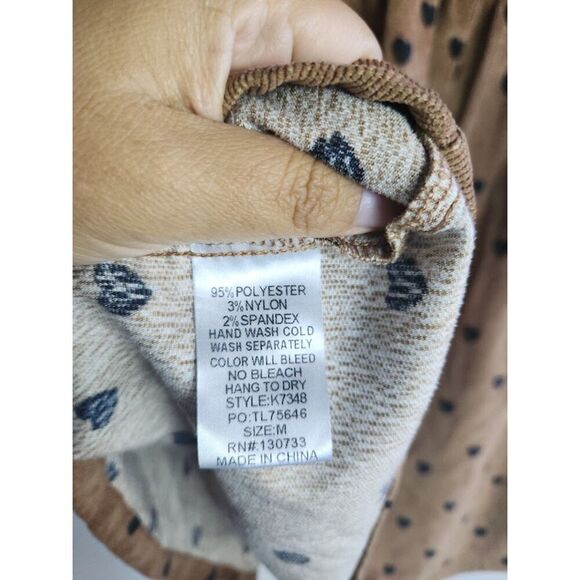 95%POLYESTER
3%NYLON
2%SPANDEX
HAND WASH COLD
WASH SEPARATELY
COLOR WILL BLEED
NO BLEACH
HANG TO DRY
STYLE:K7348
PO:TL75646
SIZE:M
RN#:130733
MADE IN CHINA